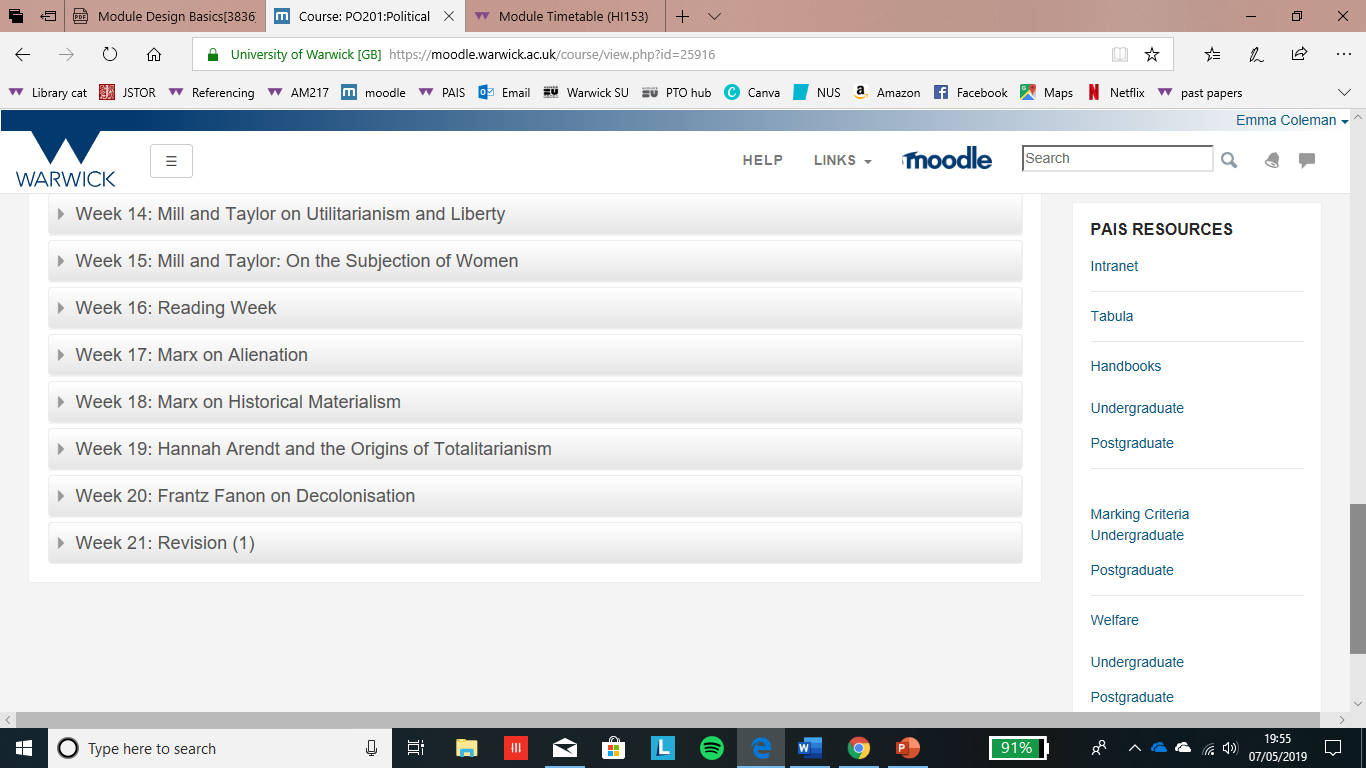 Module Design Basics[3836
Course: PO201:Political
Module Timetable (HI153)
University of Warwick [GB] https://moodle.warwick.ac.uk/course/view.php?id=25916
Library cat JSTOR Referencing AM217 moodle PAIS Email Warwick SU PTO hub Canva NUS Amazon Facebook Maps Netflix past papers
Emma Coleman
WARWICK
HELP LINKS moodle Search
Week 14: Mill and Taylor on Utilitarianism and Liberty
Week 15: Mill and Taylor: On the Subjection of Women
Week 16: Reading Week
Week 17: Marx on Alienation
Week 18: Marx on Historical Materialism
Week 19: Hannah Arendt and the Origins of Totalitarianism
Week 20: Frantz Fanon on Decolonisation
Week 21: Revision (1)
PAIS RESOURCES
Intranet
Tabula
Handbooks
Undergraduate
Postgraduate
Marking Criteria
Undergraduate
Postgraduate
Welfare
Undergraduate
Postgraduate
Type here to search
91%
19:55
07/05/2019